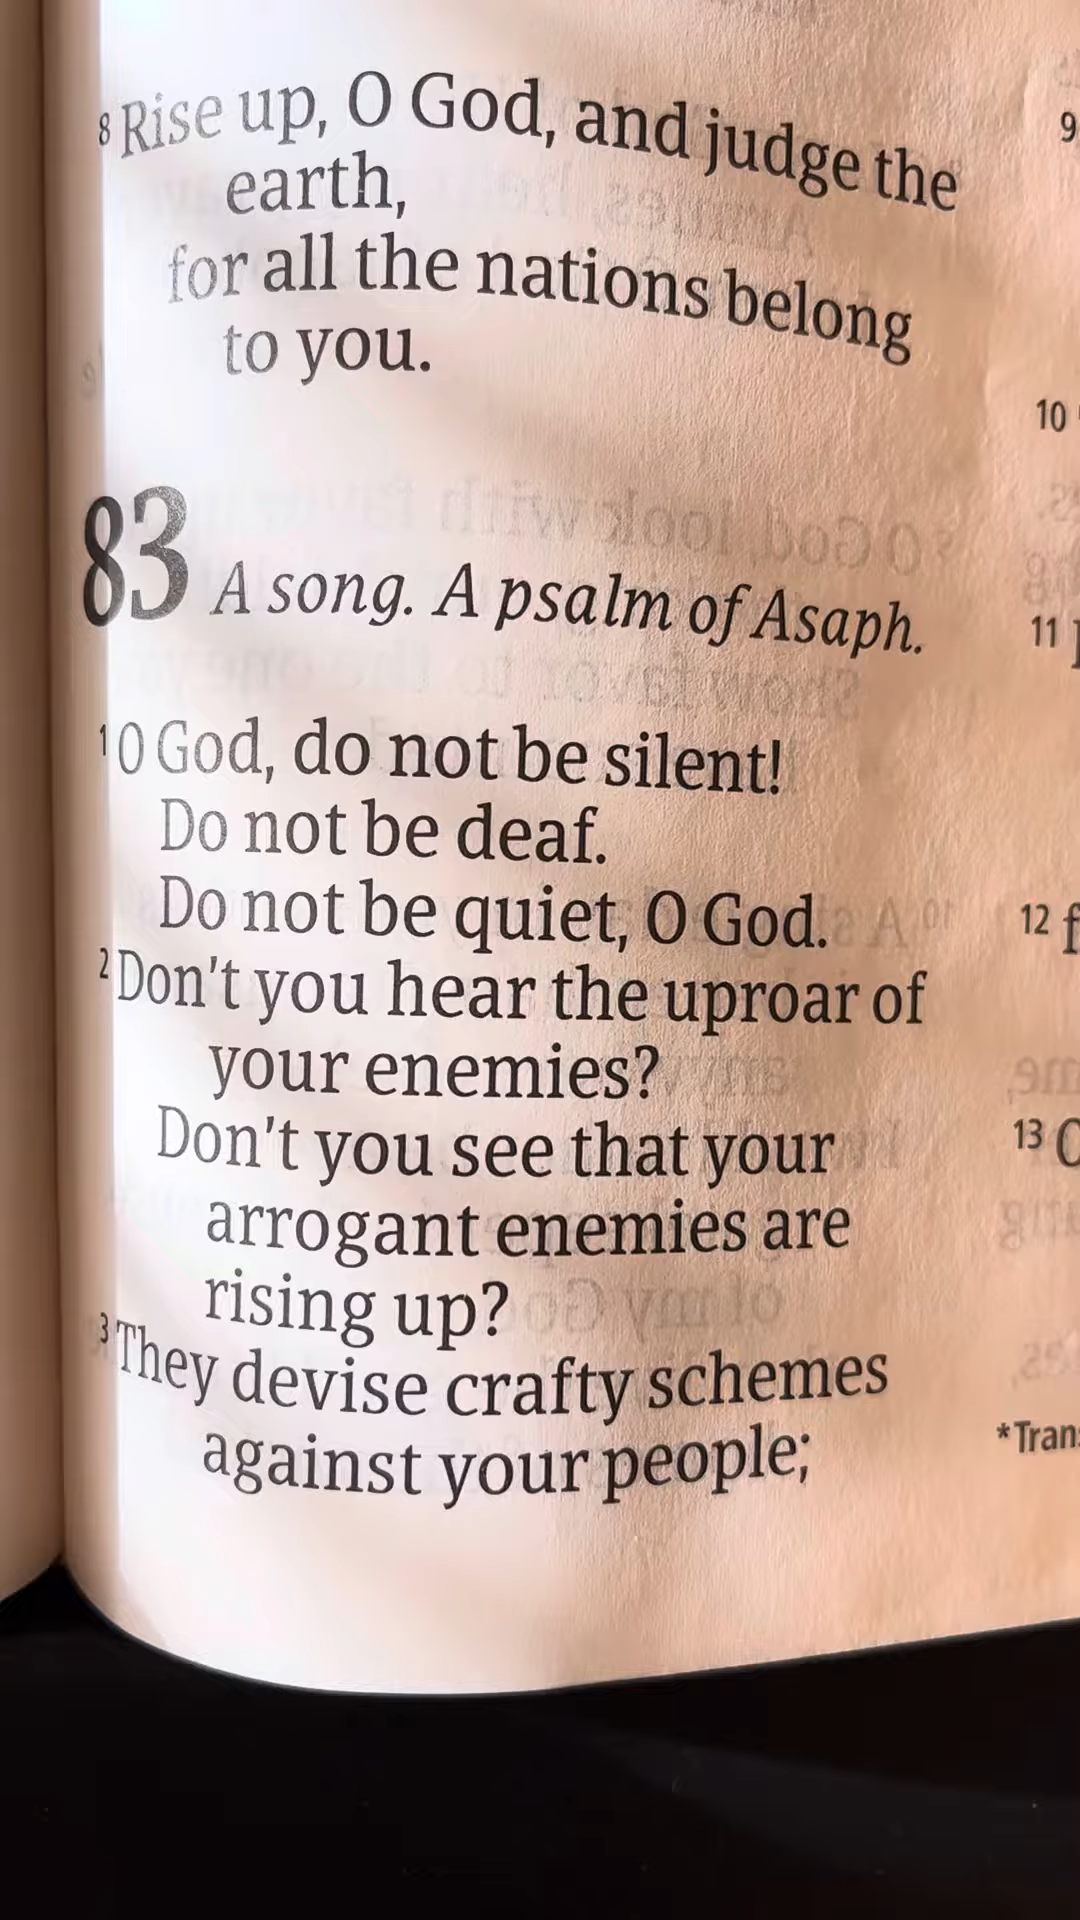 8 Rise up, O God, and judge the
earth,
for all the nations belong
to you.
83 A song. A psalm of Asaph.
1 O God, do not be silent!
Do not be deaf.
Do not be quiet, O God.
2 Don't you hear the uproar of
your enemies?
Don't you see that your
arrogant enemies are
rising up?
3 They devise crafty schemes
against your people;
9
10
11
12
13